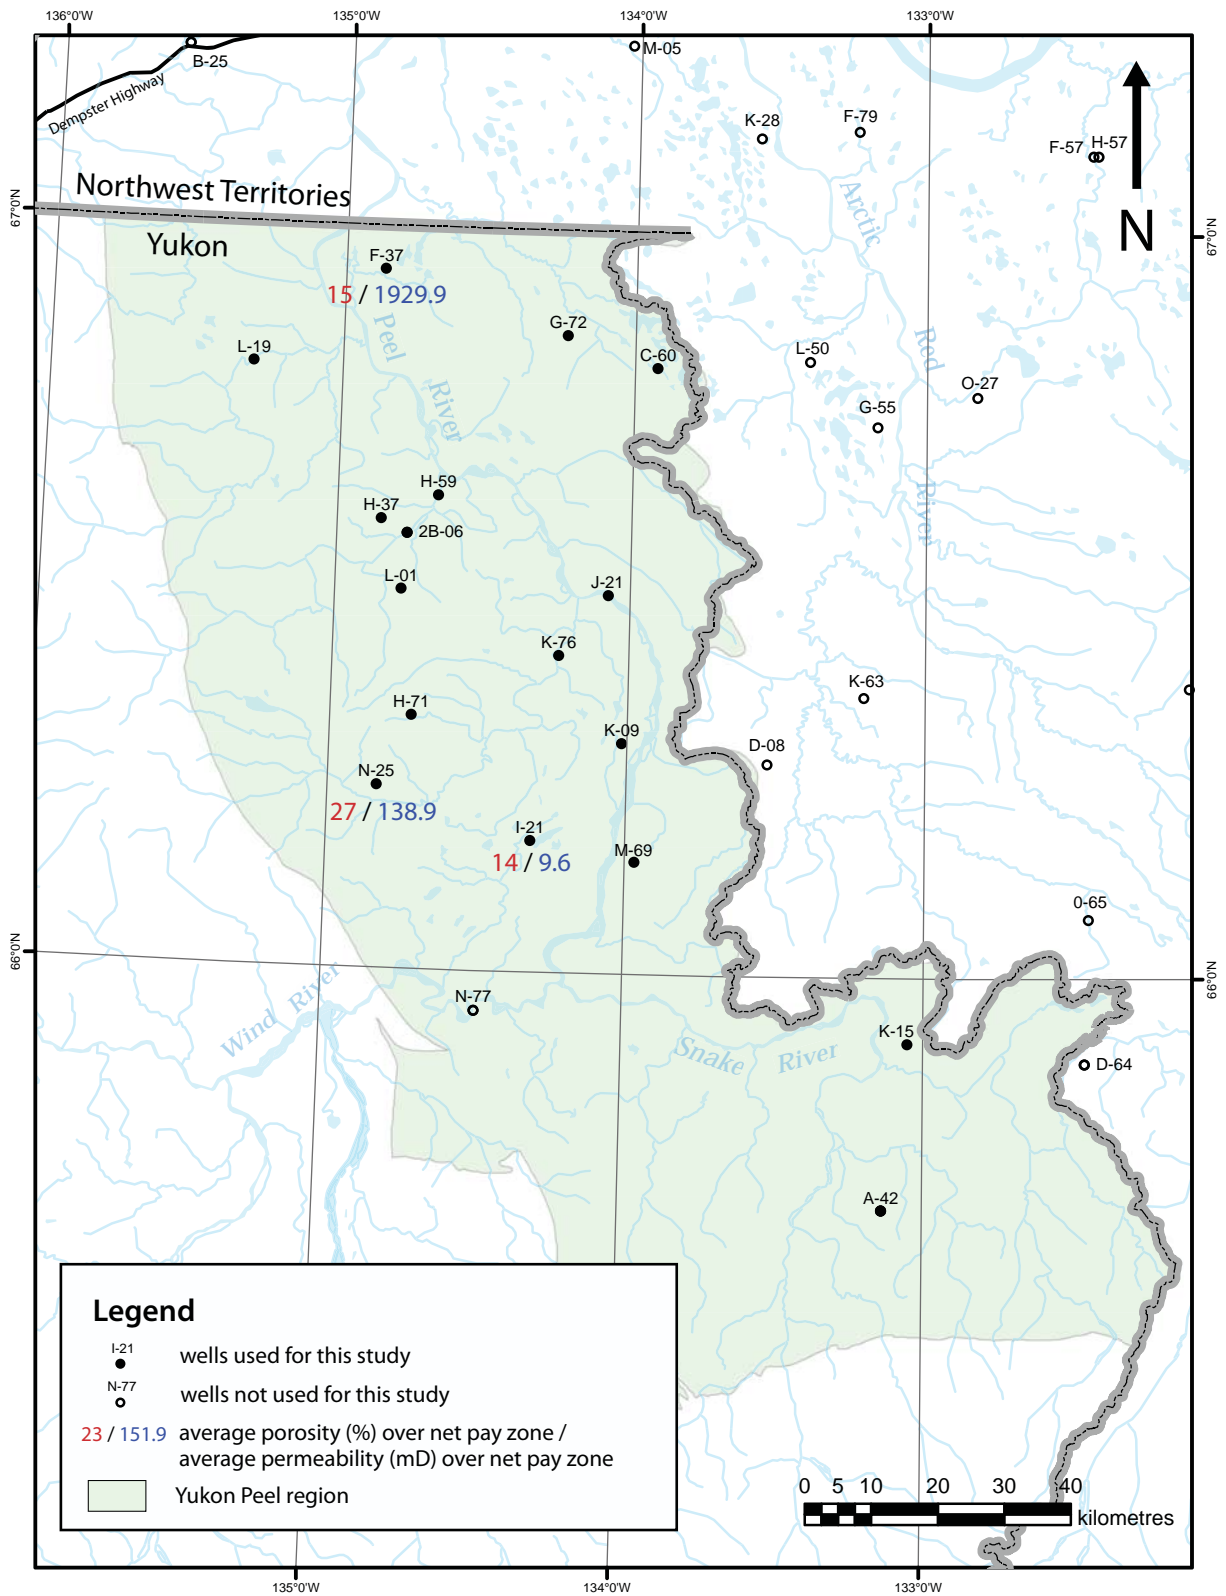 136°0'W
135°0'W
134°0'W
133°0'W
B-25
M-05
Dempster Highway
K-28
F-79
F-57
H-57
N
Northwest Territories
Yukon
67°0'N
67°0'N
Arctic
Red
River
F-37
15 / 1929.9
Peel
River
G-72
L-19
C-60
L-50
O-27
G-55
H-59
H-37
2B-06
L-01
J-21
K-76
K-63
H-71
K-09
D-08
N-25
27 / 138.9
I-21
14 / 9.6
M-69
0-65
66°0'N
66°0'N
Wind River
N-77
Snake River
K-15
D-64
A-42
Legend
I-21
wells used for this study
N-77
wells not used for this study
23 / 151.9
average porosity (%) over net pay zone /
average permeability (mD) over net pay zone
Yukon Peel region
0 5 10 20 30 40
kilometres
135°0'W
134°0'W
133°0'W